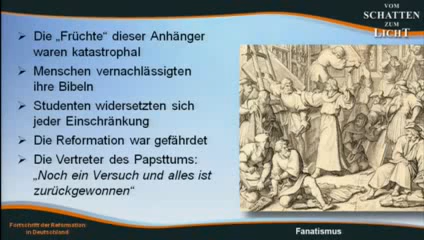 VOM
SCHATTEN
ZUM
LICHT
Die „Früchte“ dieser Anhänger
waren katastrophal
Menschen vernachlässigten
ihre Bibeln
Studenten widersetzten sich
jeder Einschränkung
Die Reformation war gefährdet
Die Vertreter des Papsttums:
„Noch ein Versuch und alles ist
zurückgewonnen“
Fortschritt der Reformation
in Deutschland
Fanatismus